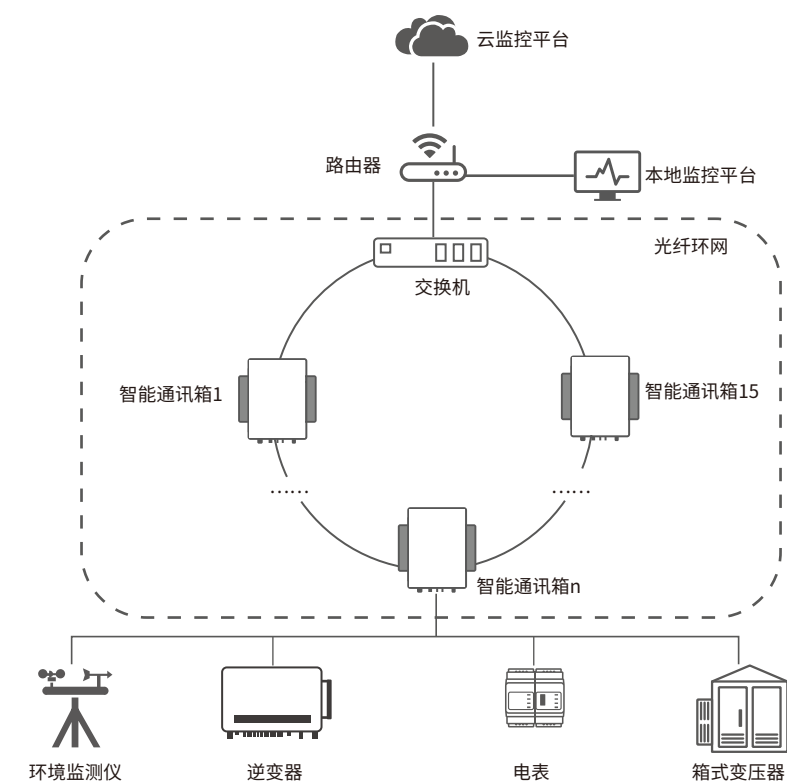 云监控平台
路由器
本地监控平台
光纤环网
交换机
智能通讯箱1
智能通讯箱15
……
……
智能通讯箱n
环境监测仪
逆变器
电表
箱式变压器